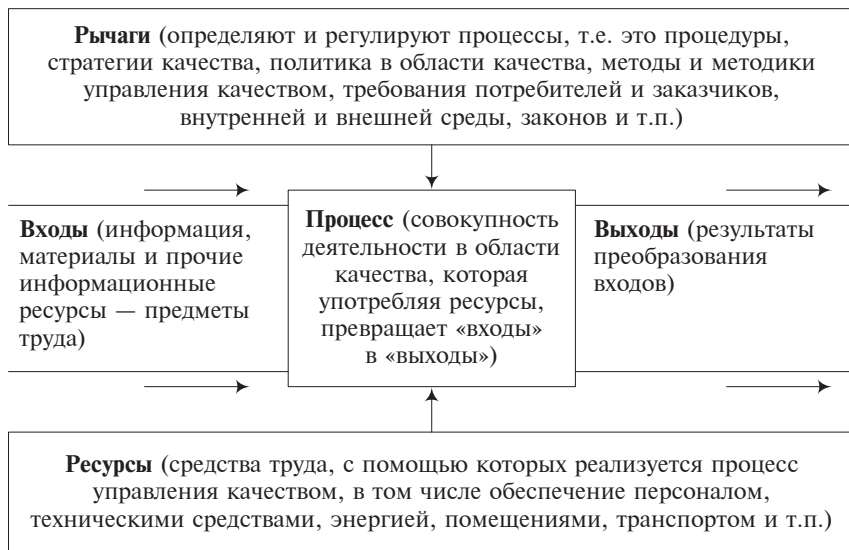 Рычаги (определяют и регулируют процессы, т.е. это процедуры,
стратегии качества, политика в области качества, методы и методики
управления качеством, требования потребителей и заказчиков,
внутренней и внешней среды, законов и т.п.)
Входы (информация,
материалы и прочие
информационные
ресурсы — предметы
труда)
Процесс (совокупность
деятельности в области
качества, которая
употребляя ресурсы,
превращает «входы»
в «выходы»)
Выходы (результаты
преобразования
входов)
Ресурсы (средства труда, с помощью которых реализуется процесс
управления качеством, в том числе обеспечение персоналом,
техническими средствами, энергией, помещениями, транспортом и т.п.)